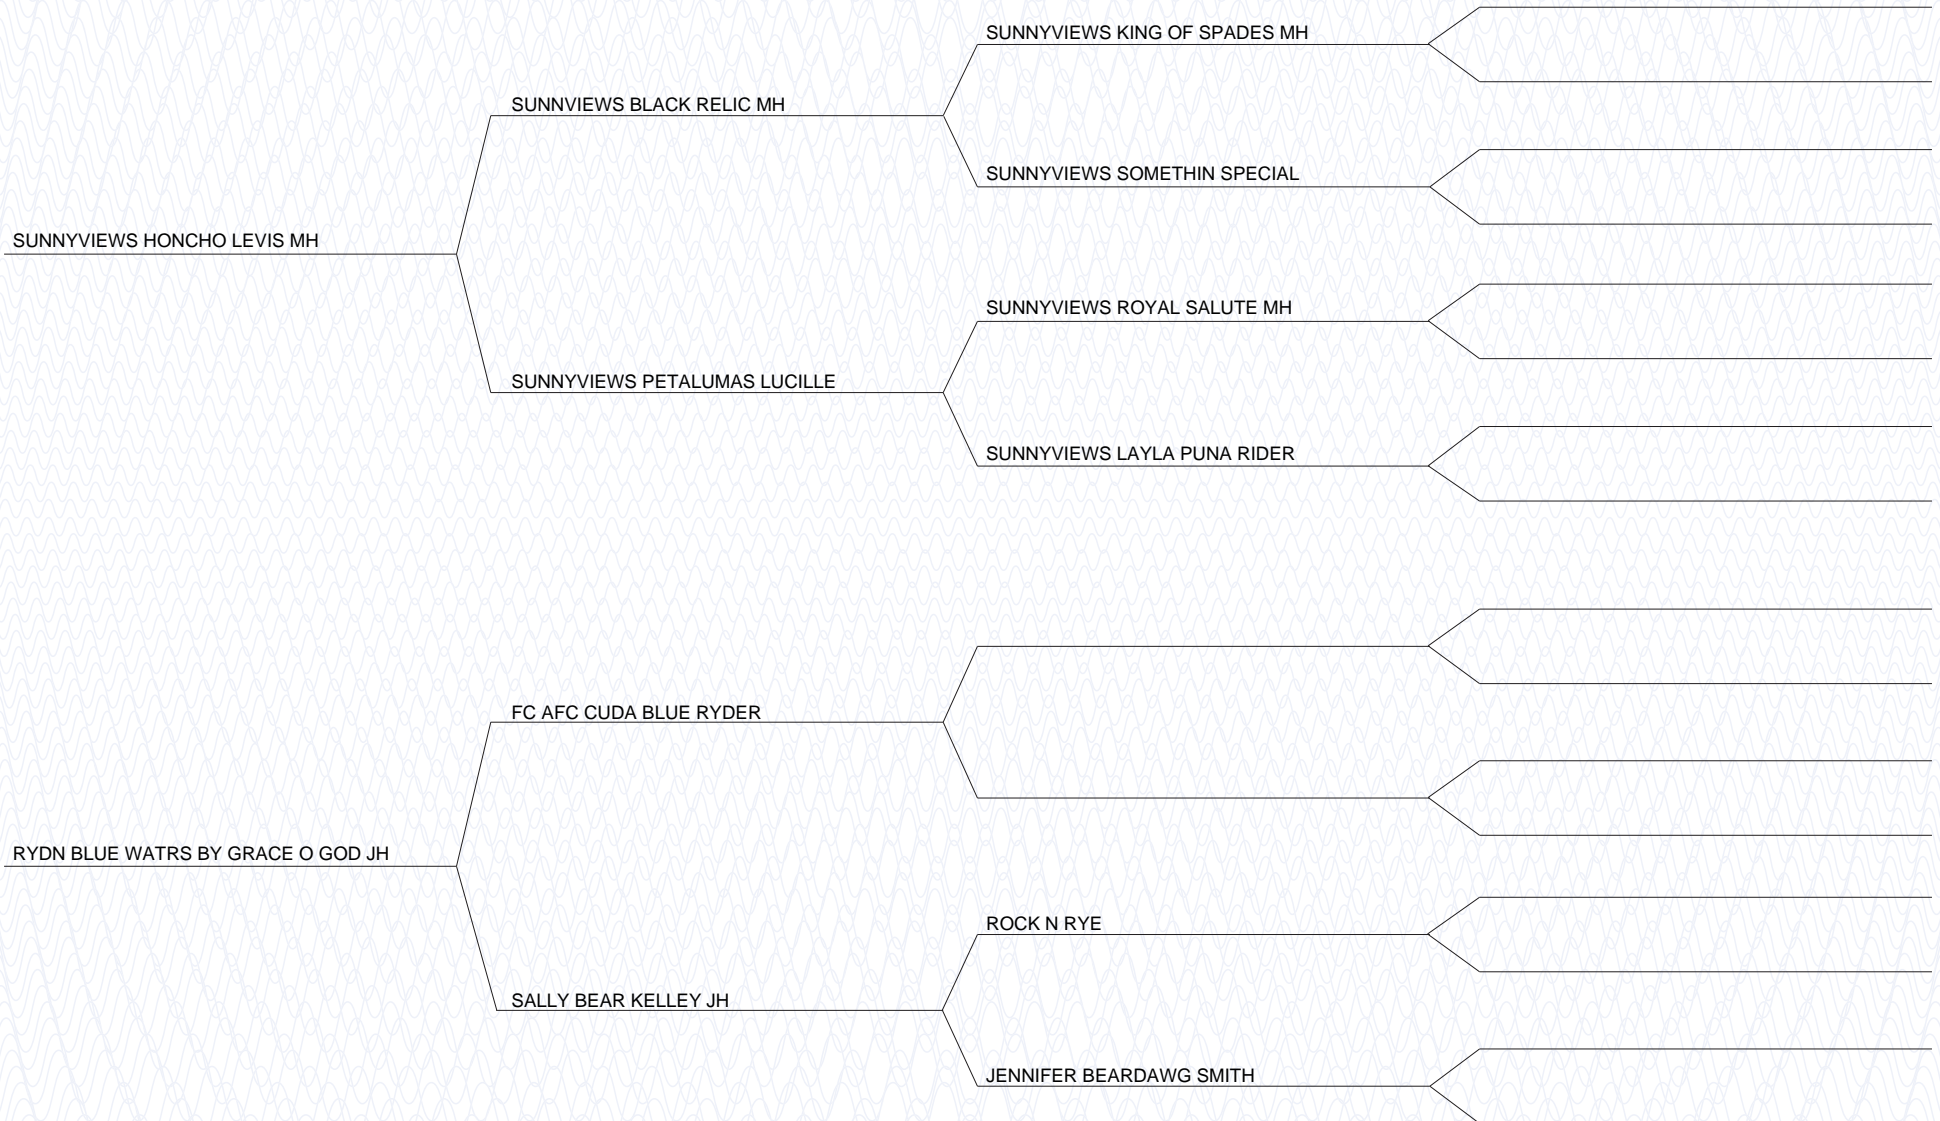 SUNNYVIEWS KING OF SPADES MH
SUNNVIEWS BLACK RELIC MH
SUNNYVIEWS SOMETHIN SPECIAL
SUNNYVIEWS HONCHO LEVIS MH
SUNNYVIEWS ROYAL SALUTE MH
SUNNYVIEWS PETALUMAS LUCILLE
SUNNYVIEWS LAYLA PUNA RIDER
FC AFC CUDA BLUE RYDER
RYDN BLUE WATRS BY GRACE O GOD JH
ROCK N RYE
SALLY BEAR KELLEY JH
JENNIFER BEARDAWG SMITH